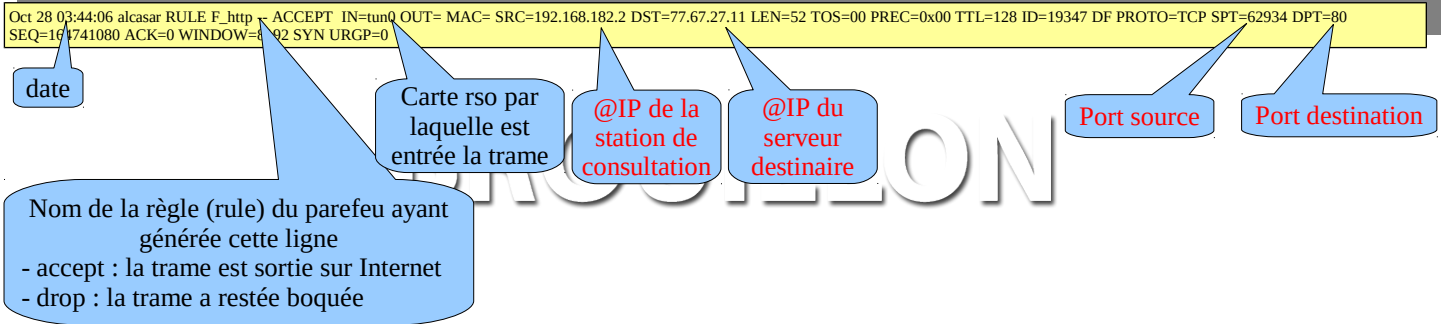 Oct 28 03:44:06 alcasar RULE F_http -- ACCEPT IN=tun0 OUT= MAC= SRC=192.168.182.2 DST=77.67.27.11 LEN=52 TOS=00 PREC=0x00 TTL=128 ID=19347 DF PROTO=TCP SPT=62934 DPT=80
SEQ=164741080 ACK=0 WINDOW=8192 SYN URGP=0
date
Carte rso par
laquelle est
entrée la trame
@IP de la
station de
consultation
@IP du
serveur
destinaire
Port source
Port destination
BROUILLON
Nom de la règle (rule) du parefeu ayant
générée cette ligne
- accept : la trame est sortie sur Internet
- drop : la trame a restée boquée